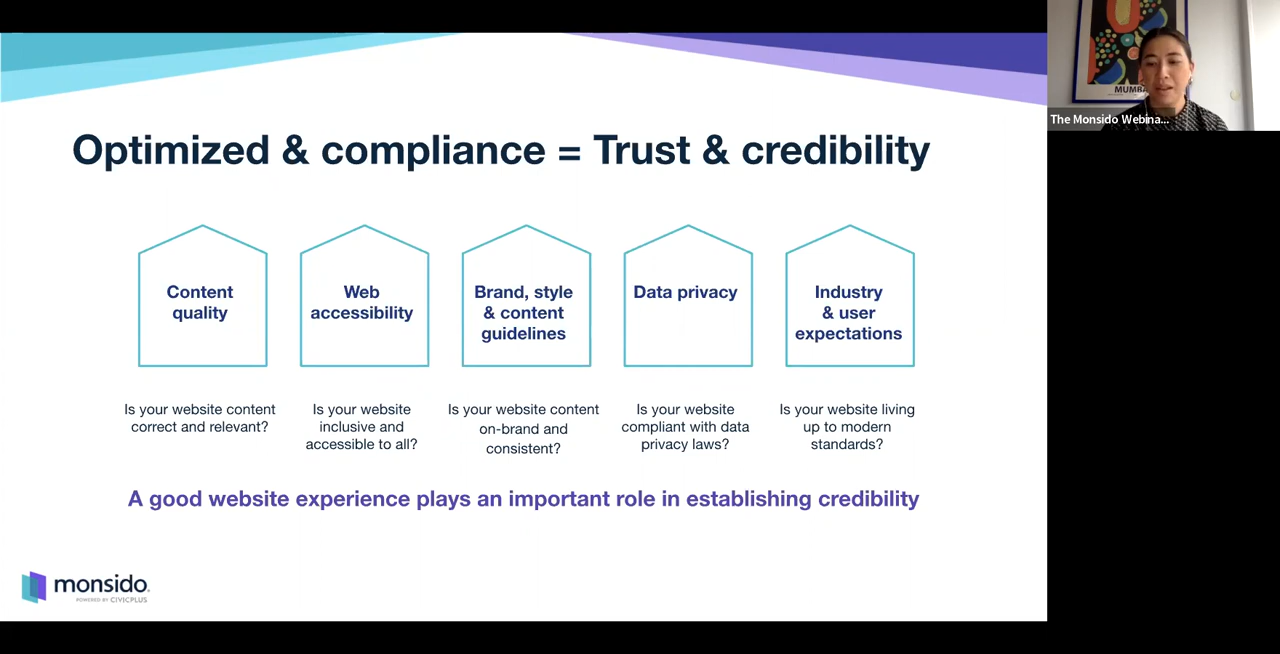 Optimized & compliance = Trust & credibility
Content
quality
Web
accessibility
Brand, style
& content
guidelines
Data privacy
Industry
& user
expectations
Is your website content
correct and relevant?
Is your website
inclusive and
accessible to all?
Is your website content
on-brand and
consistent?
Is your website
compliant with data
privacy laws?
Is your website living
up to modern
standards?
A good website experience plays an important role in establishing credibility
monsido
POWERED BY CIVICPLUS
MUMBA
The Monsido Webina...